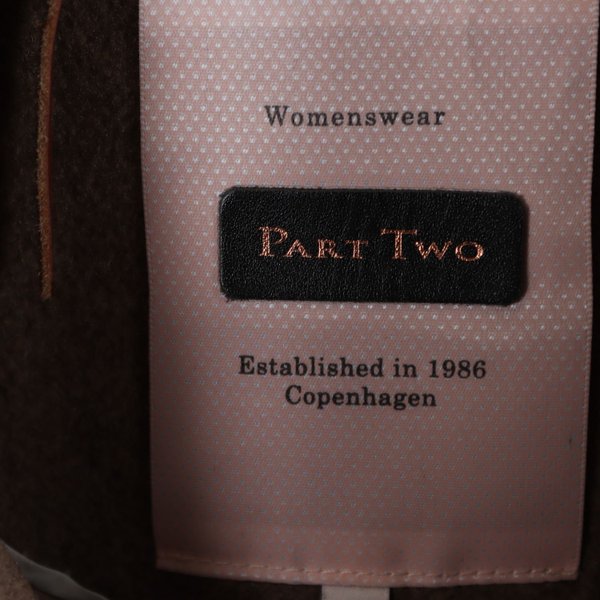 Womenswear
PART TWO
Established in 1986
Copenhagen